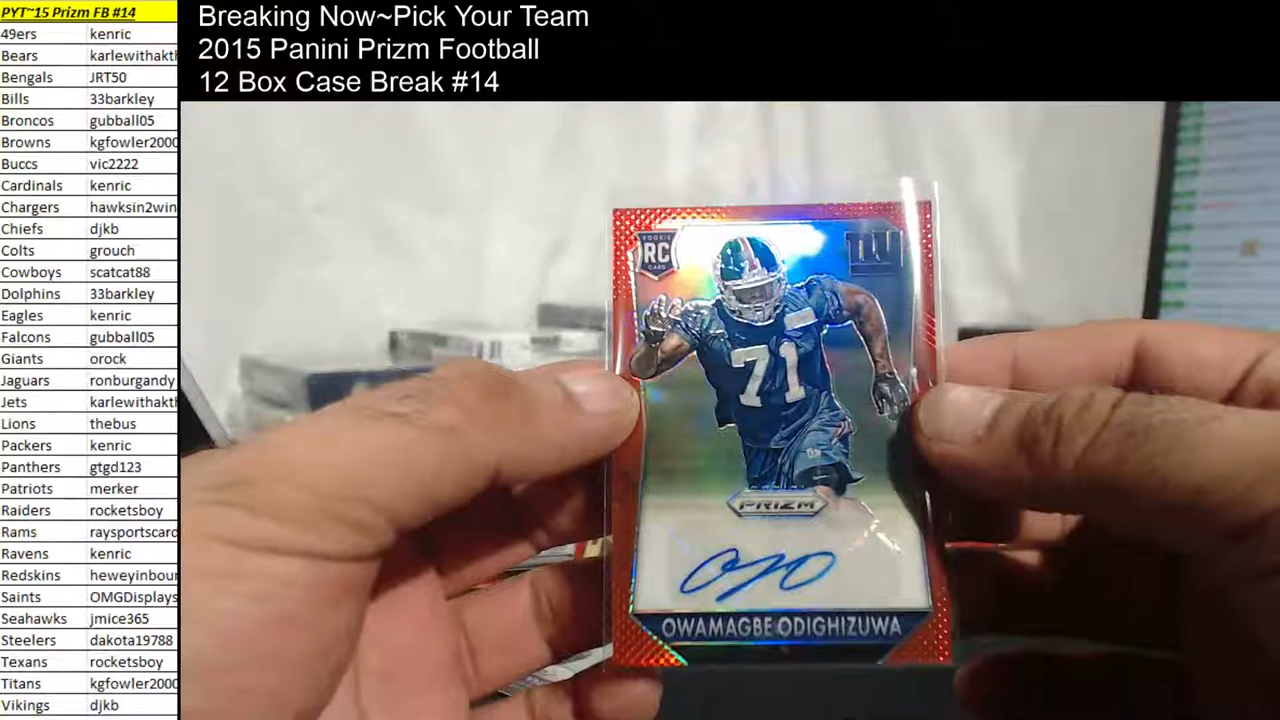 PYT~15 Prizm FB #14
49ers kenric
Bears karlewithakth
Bengals JRT50
Bills 33barkley
Broncos gubball05
Browns kgfowler2000
Buccs vic2222
Cardinals kenric
Chargers hawksin2win
Chiefs djkb
Colts grouch
Cowboys scatcat88
Dolphins 33barkley
Eagles kenric
Falcons gubball05
Giants orock
Jaguars ronburgandy
Jets karlewithakth
Lions thebus
Packers kenric
Panthers gtgd123
Patriots merker
Raiders rocketsboy
Rams raysportscard
Ravens kenric
Redskins heweyinbour
Saints OMGDisplays
Seahawks jmice365
Steelers dakota19788
Texans rocketsboy
Titans kgfowler2000
Vikings djkb
Breaking Now~Pick Your Team
2015 Panini Prizm Football
12 Box Case Break #14
ROOKIE
RC
CARD
71
PRIZM
OWAMAGBE ODIGHIZUWA